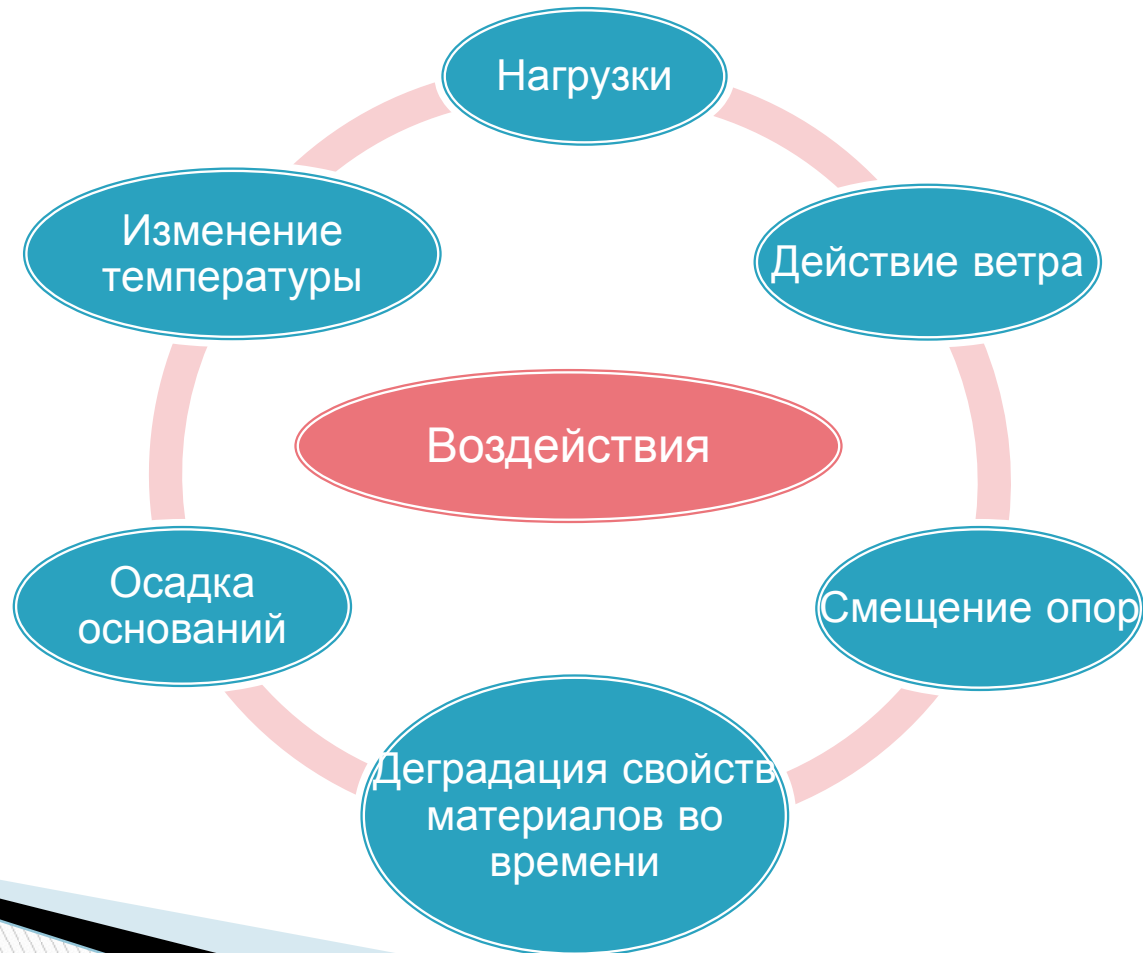 Нагрузки
Изменение
температуры
Действие ветра
Воздействия
Осадка
оснований
Смещение опор
Деградация свойств
материалов во
времени